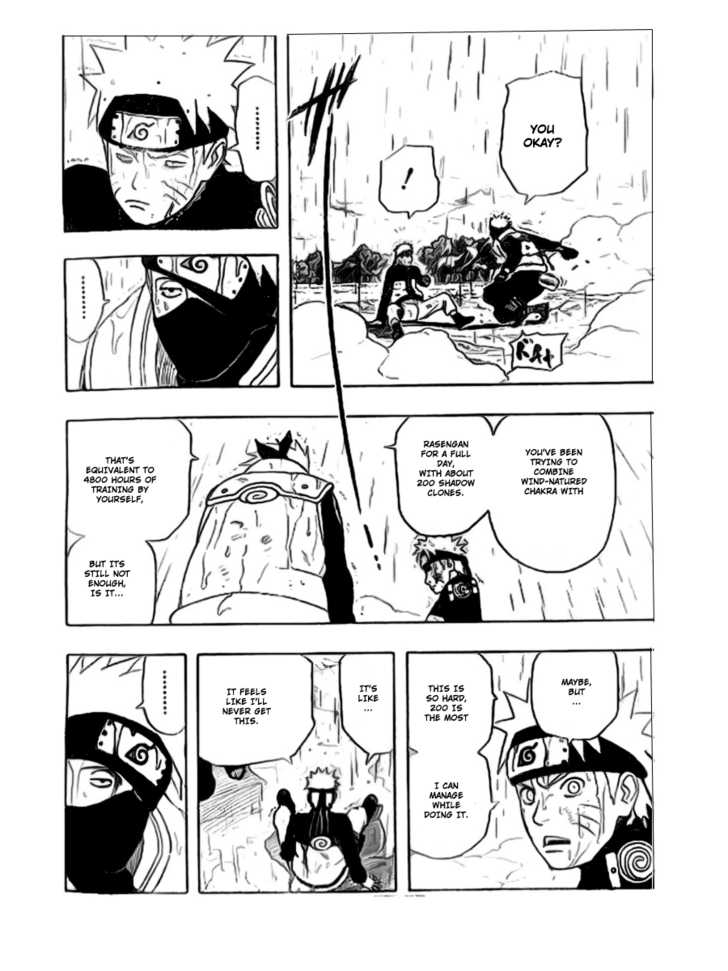 YOU
OKAY?
!
.........
.........
ドチャ
YOU'VE BEEN
TRYING TO
COMBINE
WIND-NATURED
CHAKRA WITH
RASENGAN
FOR A FULL
DAY,
WITH ABOUT
200 SHADOW
CLONES.
THAT'S
EQUIVALENT TO
4800 HOURS OF
TRAINING BY
YOURSELF,
BUT ITS
STILL NOT
ENOUGH,
IS IT...
MAYBE,
BUT
...
THIS IS
SO HARD,
200 IS
THE MOST
I CAN
MANAGE
WHILE
DOING IT.
IT'S
LIKE
...
IT FEELS
LIKE I'LL
NEVER GET
THIS.
.........